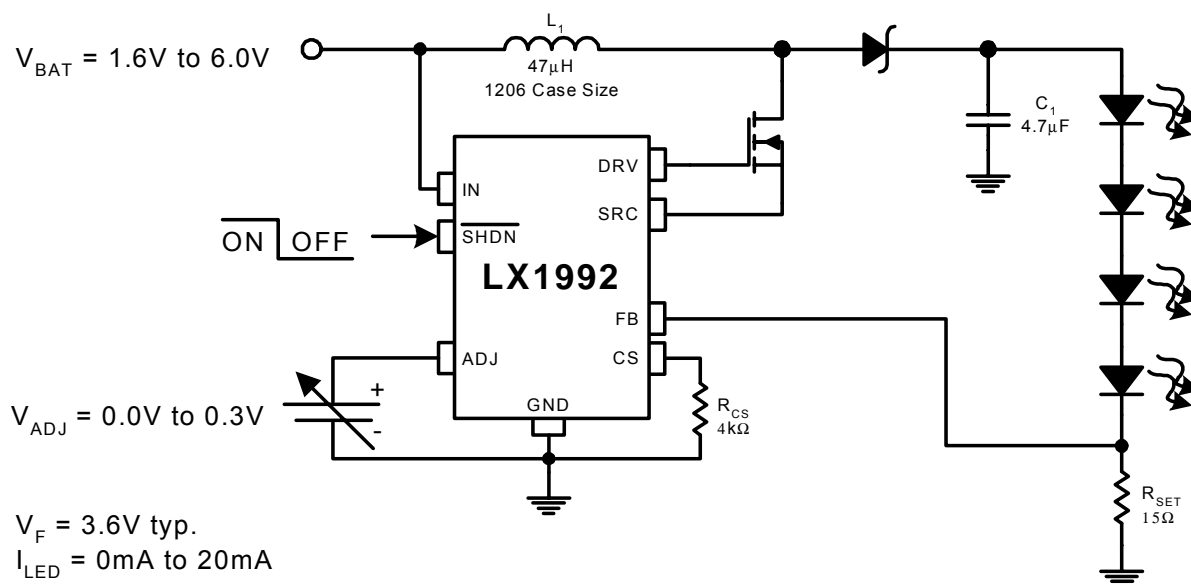 L1
V_BAT = 1.6V to 6.0V
47µH
1206 Case Size
C1
4.7µF
DRV
IN
SRC
SHDN
ON OFF
LX1992
FB
ADJ
CS
GND
R_CS
4kΩ
+
-
V_ADJ = 0.0V to 0.3V
R_SET
15Ω
V_F = 3.6V typ.
I_LED = 0mA to 20mA